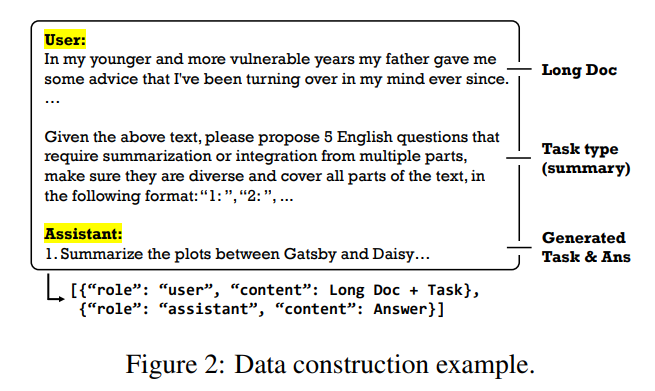 User:
In my younger and more vulnerable years my father gave me
some advice that I've been turning over in my mind ever since.
…
Long Doc
Given the above text, please propose 5 English questions that
require summarization or integration from multiple parts,
make sure they are diverse and cover all parts of the text, in
the following format: “1: ”, “2: ”, …
Task type
(summary)
Assistant:
1. Summarize the plots between Gatsby and Daisy…
Generated
Task & Ans
[{“role”: “user”, “content”: Long Doc + Task},
{“role”: “assistant”, “content”: Answer}]
Figure 2: Data construction example.